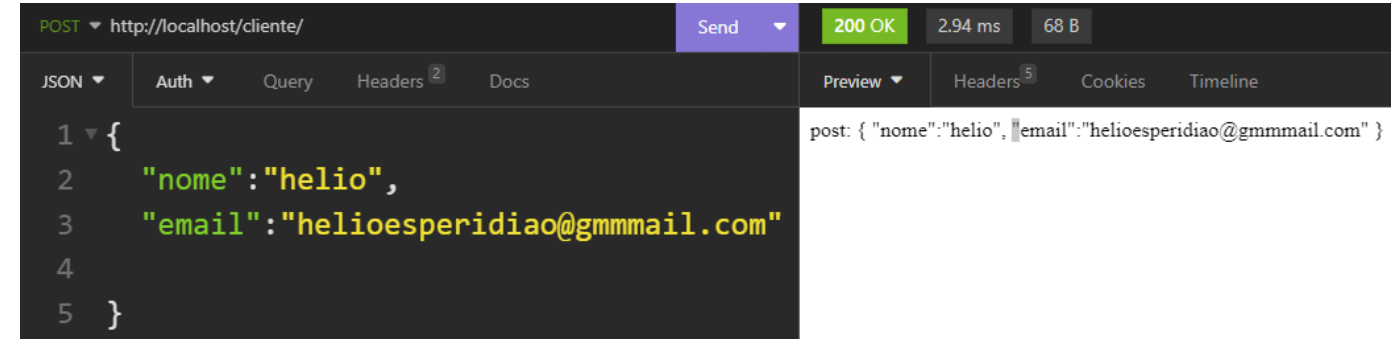 POST http://localhost/cliente/ Send 200 OK 2.94 ms 68 B
JSON Auth Query Headers 2 Docs Preview Headers 5 Cookies Timeline
1 {
2 "nome":"helio",
3 "email":"helioesperidiao@gmmmail.com"
4
5 }
post: { "nome":"helio", "email":"helioesperidiao@gmmmail.com" }